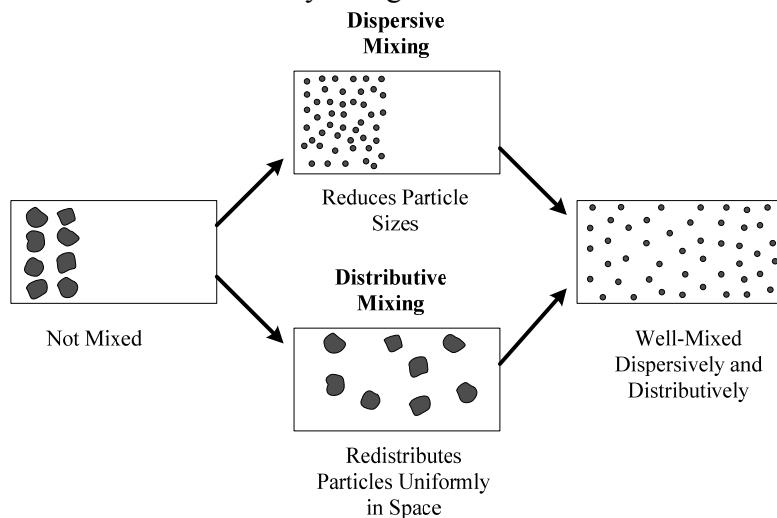 Dispersive
Mixing
Reduces Particle
Sizes
Not Mixed
Distributive
Mixing
Redistributes
Particles Uniformly
in Space
Well-Mixed
Dispersively and
Distributively